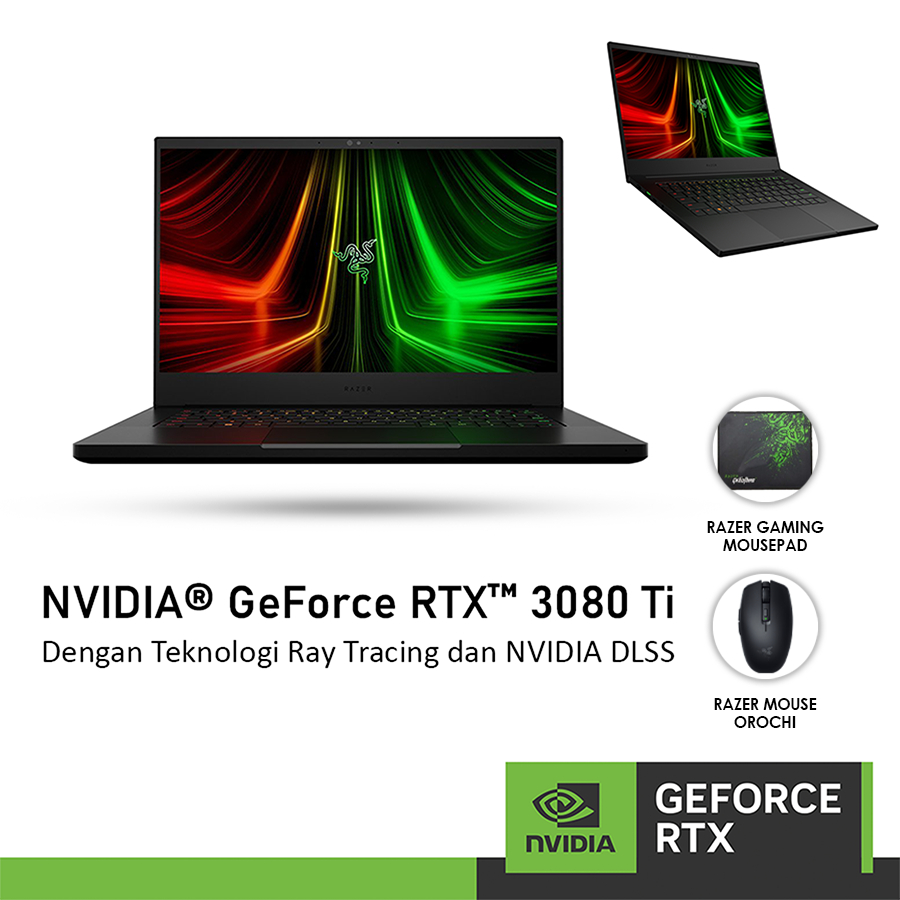 RAZER
RAZER GAMING
MOUSEPAD
NVIDIA® GeForce RTX™ 3080 Ti
Dengan Teknologi Ray Tracing dan NVIDIA DLSS
RAZER MOUSE
OROCHI
NVIDIA
GEFORCE
RTX